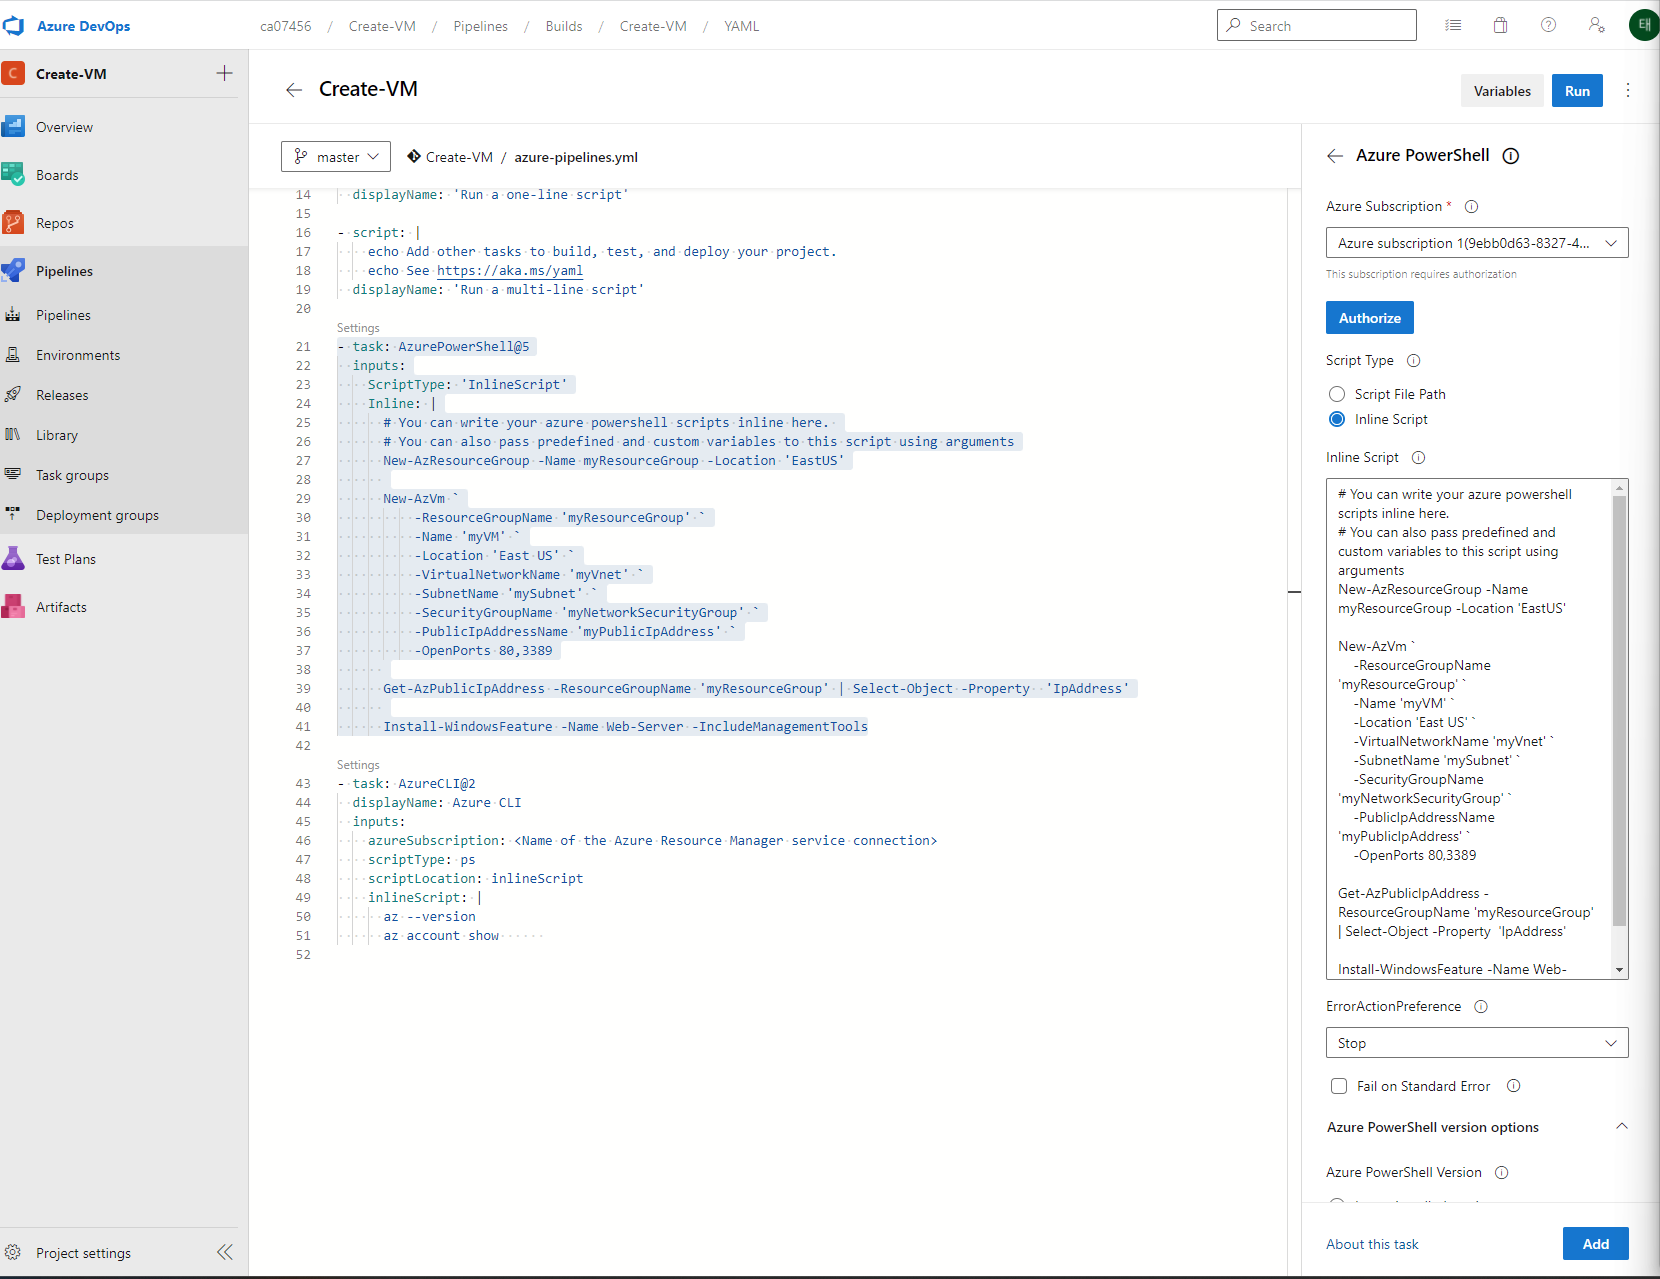 Azure DevOps
ca07456 / Create-VM / Pipelines / Builds / Create-VM / YAML
Search
C Create-VM
Overview
Boards
Repos
Pipelines
Pipelines
Environments
Releases
Library
Task groups
Deployment groups
Test Plans
Artifacts
Project settings
Create-VM
Variables
Run
master
Create-VM / azure-pipelines.yml
14 displayName: 'Run a one-line script'
15
16 - script: |
17 echo Add other tasks to build, test, and deploy your project.
18 echo See https://aka.ms/yaml
19 displayName: 'Run a multi-line script'
20
Settings
21 - task: AzurePowerShell@5
22 inputs:
23 ScriptType: 'InlineScript'
24 Inline: |
25 # You can write your azure powershell scripts inline here.
26 # You can also pass predefined and custom variables to this script using arguments
27 New-AzResourceGroup -Name myResourceGroup -Location 'EastUS'
28
29 New-AzVm `
30 -ResourceGroupName 'myResourceGroup' `
31 -Name 'myVM' `
32 -Location 'East US' `
33 -VirtualNetworkName 'myVnet' `
34 -SubnetName 'mySubnet' `
35 -SecurityGroupName 'myNetworkSecurityGroup' `
36 -PublicIpAddressName 'myPublicIpAddress' `
37 -OpenPorts 80,3389
38
39 Get-AzPublicIpAddress -ResourceGroupName 'myResourceGroup' | Select-Object -Property  'IpAddress'
40
41 Install-WindowsFeature -Name Web-Server -IncludeManagementTools
42
Settings
43 - task: AzureCLI@2
44 displayName: Azure CLI
45 inputs:
46 azureSubscription: <Name of the Azure Resource Manager service connection>
47 scriptType: ps
48 scriptLocation: inlineScript
49 inlineScript: |
50 az --version
51 az account show
52
Azure PowerShell
Azure Subscription *
Azure subscription 1(9ebb0d63-8327-4...
This subscription requires authorization
Authorize
Script Type
Script File Path
Inline Script
Inline Script
# You can write your azure powershell
scripts inline here.
# You can also pass predefined and
custom variables to this script using
arguments
New-AzResourceGroup -Name
myResourceGroup -Location 'EastUS'
New-AzVm `
-ResourceGroupName
'myResourceGroup' `
-Name 'myVM' `
-Location 'East US' `
-VirtualNetworkName 'myVnet' `
-SubnetName 'mySubnet' `
-SecurityGroupName
'myNetworkSecurityGroup' `
-PublicIpAddressName
'myPublicIpAddress' `
-OpenPorts 80,3389
Get-AzPublicIpAddress -
ResourceGroupName 'myResourceGroup'
| Select-Object -Property  'IpAddress'
Install-WindowsFeature -Name Web-
ErrorActionPreference
Stop
Fail on Standard Error
Azure PowerShell version options
Azure PowerShell Version
About this task
Add